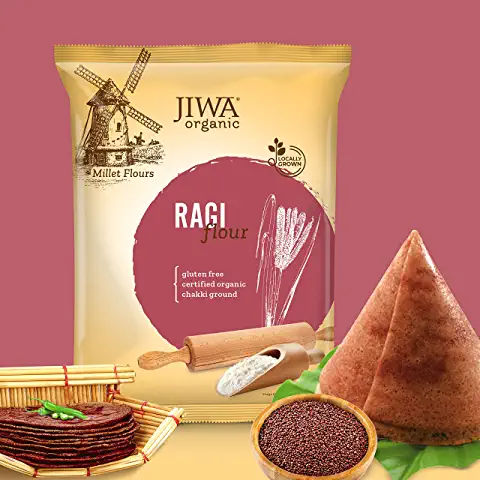 JIWA®
organic
LOCALLY
GROWN
Millet Flours
RAGI
flour
gluten free
certified organic
chakki ground